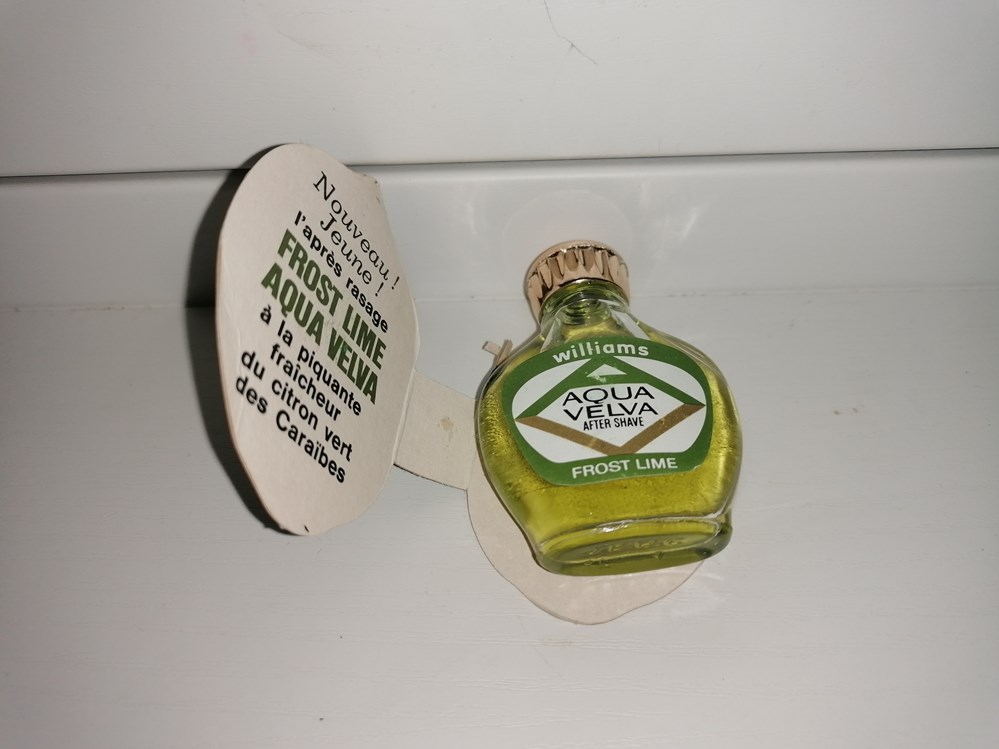 Nouveau !
Jeune !
l'après rasage
FROST LIME
AQUA VELVA
à la piquante
fraîcheur
du citron vert
des Caraïbes
williams
AQUA
VELVA
AFTER SHAVE
FROST LIME